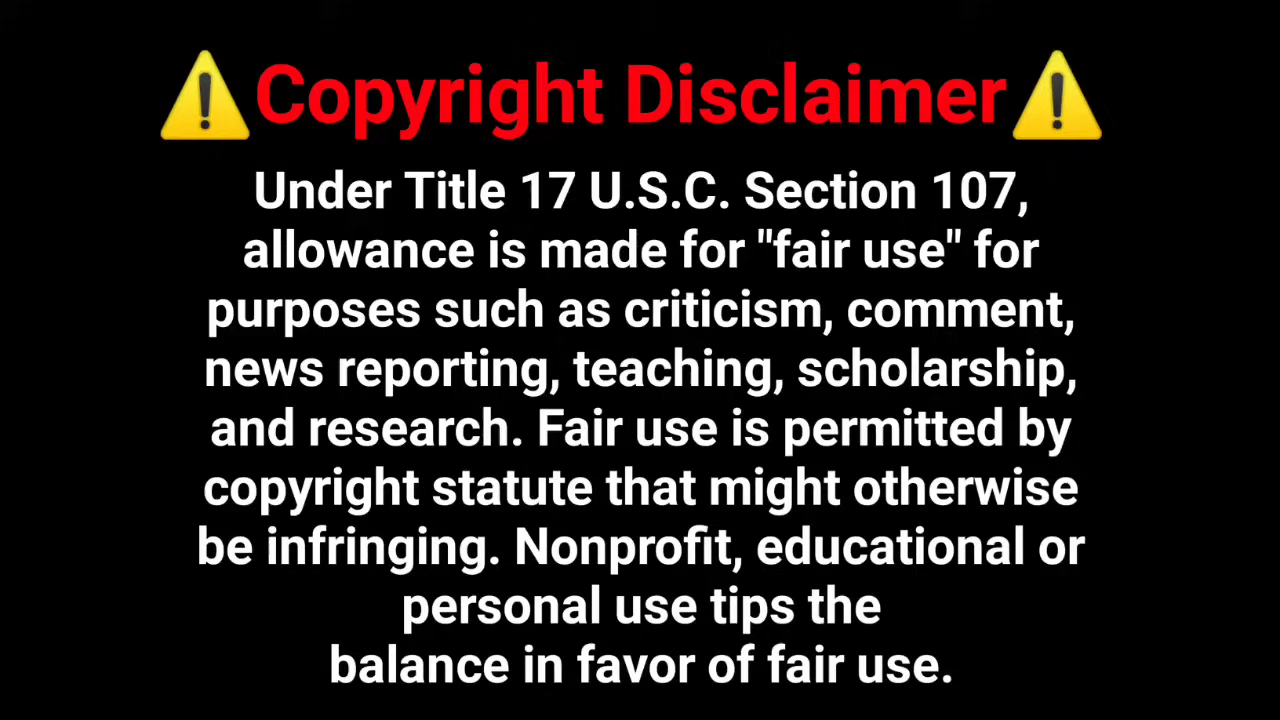 ⚠️Copyright Disclaimer⚠️
Under Title 17 U.S.C. Section 107,
allowance is made for "fair use" for
purposes such as criticism, comment,
news reporting, teaching, scholarship,
and research. Fair use is permitted by
copyright statute that might otherwise
be infringing. Nonprofit, educational or
personal use tips the
balance in favor of fair use.